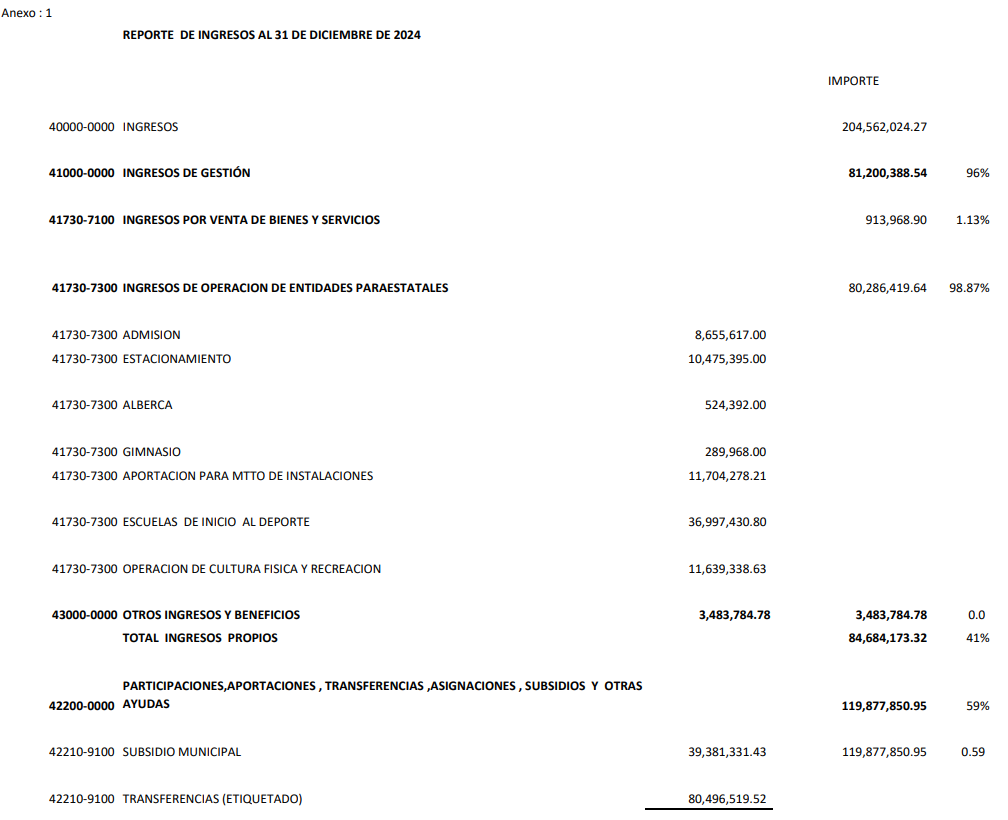 Anexo : 1
REPORTE DE INGRESOS AL 31 DE DICIEMBRE DE 2024
IMPORTE
40000-0000 INGRESOS 204,562,024.27
41000-0000 INGRESOS DE GESTIÓN 81,200,388.54 96%
41730-7100 INGRESOS POR VENTA DE BIENES Y SERVICIOS 913,968.90 1.13%
41730-7300 INGRESOS DE OPERACION DE ENTIDADES PARAESTATALES 80,286,419.64 98.87%
41730-7300 ADMISION 8,655,617.00
41730-7300 ESTACIONAMIENTO 10,475,395.00
41730-7300 ALBERCA 524,392.00
41730-7300 GIMNASIO 289,968.00
41730-7300 APORTACION PARA MTTO DE INSTALACIONES 11,704,278.21
41730-7300 ESCUELAS DE INICIO AL DEPORTE 36,997,430.80
41730-7300 OPERACION DE CULTURA FISICA Y RECREACION 11,639,338.63
43000-0000 OTROS INGRESOS Y BENEFICIOS 3,483,784.78 3,483,784.78 0.0
TOTAL INGRESOS PROPIOS 84,684,173.32 41%
PARTICIPACIONES,APORTACIONES , TRANSFERENCIAS ,ASIGNACIONES , SUBSIDIOS Y OTRAS
42200-0000 AYUDAS 119,877,850.95 59%
42210-9100 SUBSIDIO MUNICIPAL 39,381,331.43 119,877,850.95 0.59
42210-9100 TRANSFERENCIAS (ETIQUETADO) 80,496,519.52